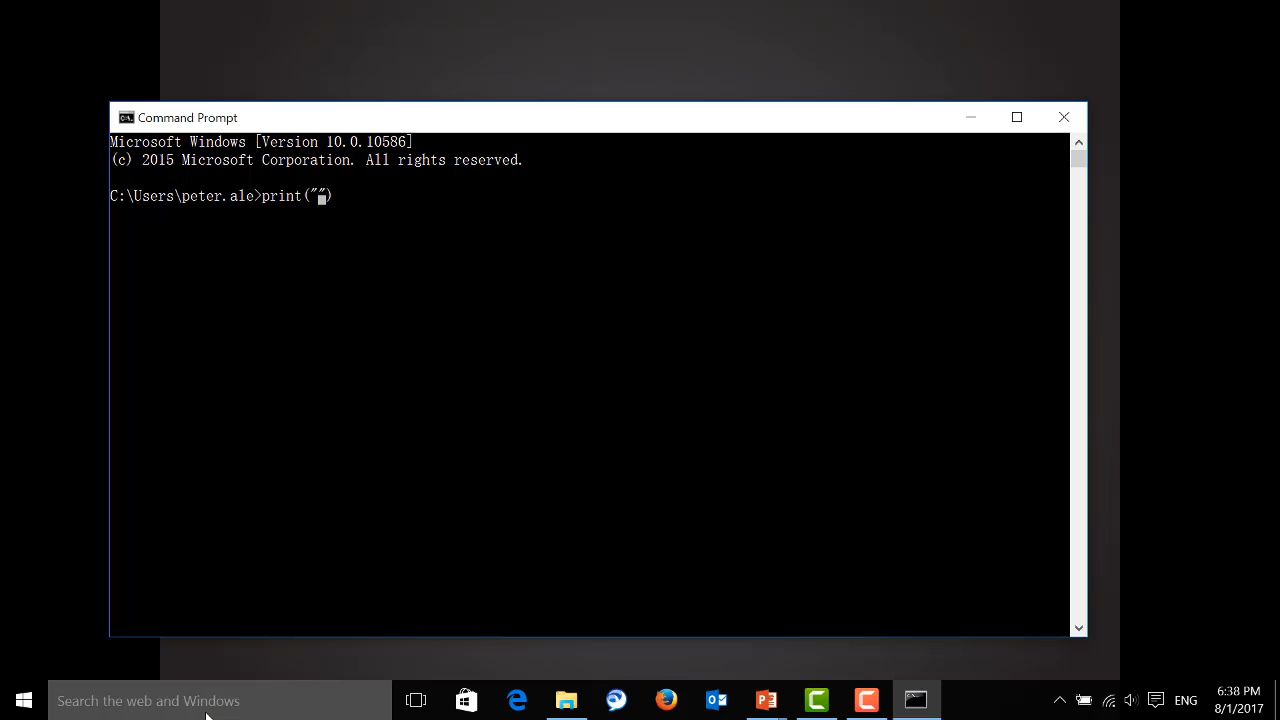 Command Prompt
Microsoft Windows [Version 10.0.10586]
(c) 2015 Microsoft Corporation. All rights reserved.
C:\Users\peter.ale>print("")
Search the web and Windows
ENG
6:38 PM
8/1/2017